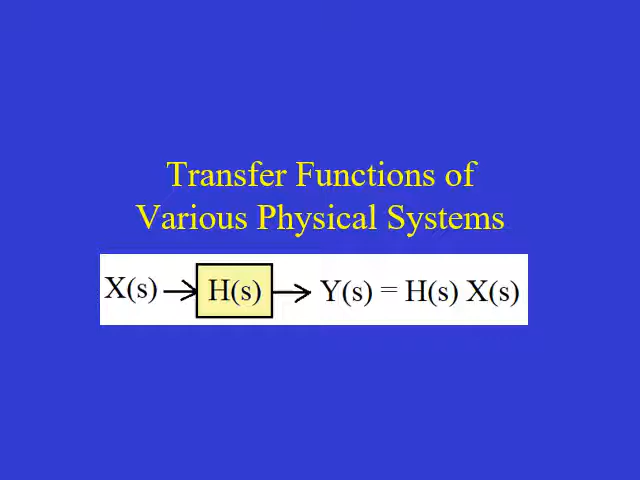 Transfer Functions of
Various Physical Systems
X(s) → H(s) → Y(s) = H(s) X(s)